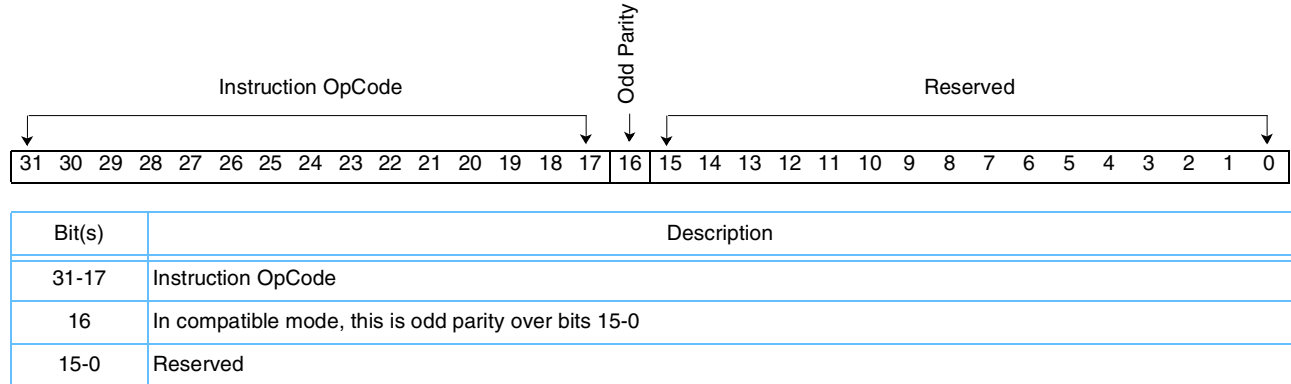 Odd Parity
Instruction OpCode
Reserved
31 30 29 28 27 26 25 24 23 22 21 20 19 18 17 16 15 14 13 12 11 10 9 8 7 6 5 4 3 2 1 0
Bit(s) Description
31-17 Instruction OpCode
16 In compatible mode, this is odd parity over bits 15-0
15-0 Reserved